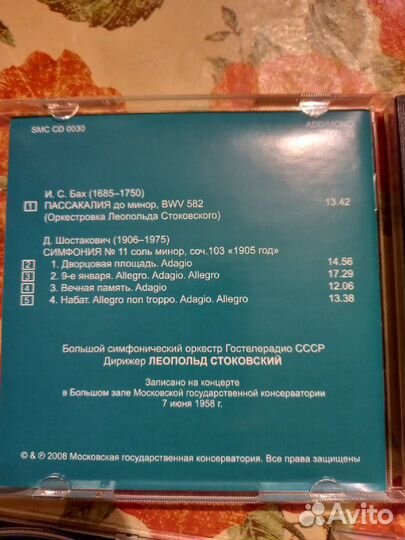 SMC CD 0030 ADD/MONO
И. С. Бах (1685–1750)
1 ПАССАКАЛИЯ до минор, BWV 582 13.42
(Оркестровка Леопольда Стоковского)
Д. Шостакович (1906–1975)
СИМФОНИЯ № 11 соль минор, соч.103 «1905 год»
2 1. Дворцовая площадь. Adagio 14.56
3 2. 9-е января. Allegro. Adagio. Allegro 17.29
4 3. Вечная память. Adagio 12.06
5 4. Набат. Allegro non troppo. Adagio. Allegro 13.38
Большой симфонический оркестр Гостелерадио СССР
Дирижер ЛЕОПОЛЬД СТОКОВСКИЙ
Записано на концерте
в Большом зале Московской государственной консерватории
7 июня 1958 г.
© & ℗ 2008 Московская государственная консерватория. Все права защищены
Avito